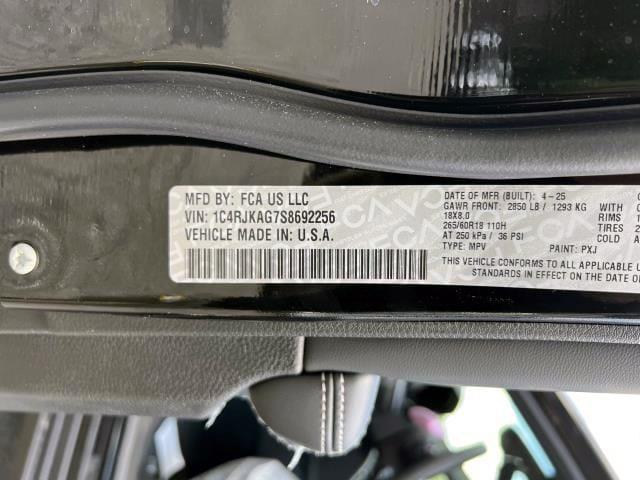 MFD BY: FCA US LLC
VIN: 1C4RJKAG7S8692256
VEHICLE MADE IN: U.S.A.
DATE OF MFR (BUILT): 4-25
GAWR FRONT: 2850 LB / 1293 KG WITH
18X8.0 RIMS
265/60R18 110H TIRES
AT 250 kPa / 36 PSI COLD
TYPE: MPV PAINT: PXJ
THIS VEHICLE CONFORMS TO ALL APPLICABLE
STANDARDS IN EFFECT ON THE DATE OF